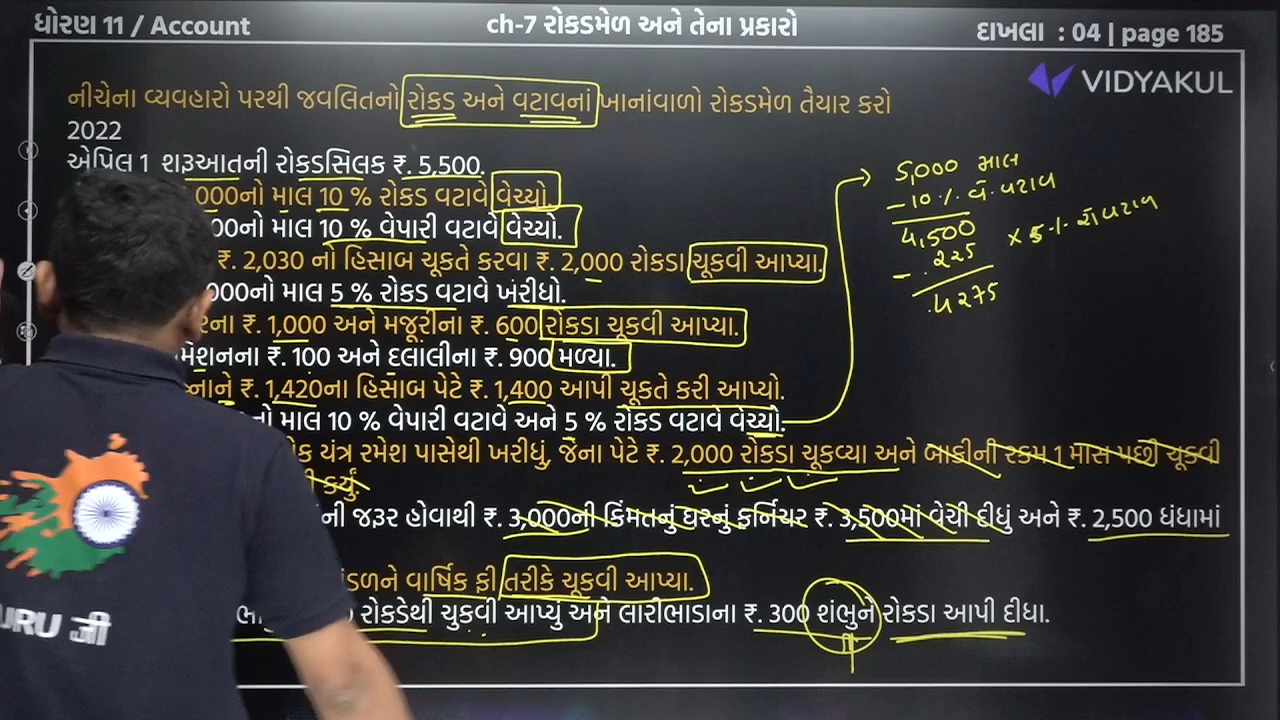 ધોરણ 11 / Account
ch-7 રોકડમેળ અને તેના પ્રકારો
દાખલા : 04 | page 185
VIDYAKUL
નીચેના વ્યવહારો પરથી જવલિતનો રોકડ અને વટાવનાં ખાનાંવાળો રોકડમેળ તૈયાર કરો
2022
એપ્રિલ 1 શરૂઆતની રોકડસિલક ₹. 5,500.
000નો માલ 10 % રોકડ વટાવે વેચ્યો.
00નો માલ 10 % વેપારી વટાવે વેચ્યો.
₹. 2,030 નો હિસાબ ચૂકતે કરવા ₹. 2,000 રોકડા ચૂકવી આપ્યા.
000નો માલ 5 % રોકડ વટાવે ખરીધો.
ના ₹. 1,000 અને મજૂરીના ₹. 600 રોકડા ચૂકવી આપ્યા.
મિશનના ₹. 100 અને દલાલીના ₹. 900 મળ્યા.
નાને ₹. 1,420ના હિસાબ પેટે ₹. 1,400 આપી ચૂકતે કરી આપ્યો.
નો માલ 10 % વેપારી વટાવે અને 5 % રોકડ વટાવે વેચ્યો.
ક યંત્ર રમેશ પાસેથી ખરીધું, જેના પેટે ₹. 2,000 રોકડા ચૂકવ્યા અને બાકીની રકમ 1 માસ પછી ચૂકવી
કર્યું.
ની જરૂર હોવાથી ₹. 3,000ની કિંમતનું ઘરનું ફર્નિચર ₹. 3,500માં વેચી દીધું અને ₹. 2,500 ધંધામાં
ડળને વાર્ષિક ફી તરીકે ચૂકવી આપ્યા.
રોકડેથી ચુકવી આપ્યું અને લારીભાડાના ₹. 300 શંભુને રોકડા આપી દીધા.
5,000 માલ
- 10 % વે. વટાવ
4,500
- 225 × 5 % રો વટાવ
4275
URU જી